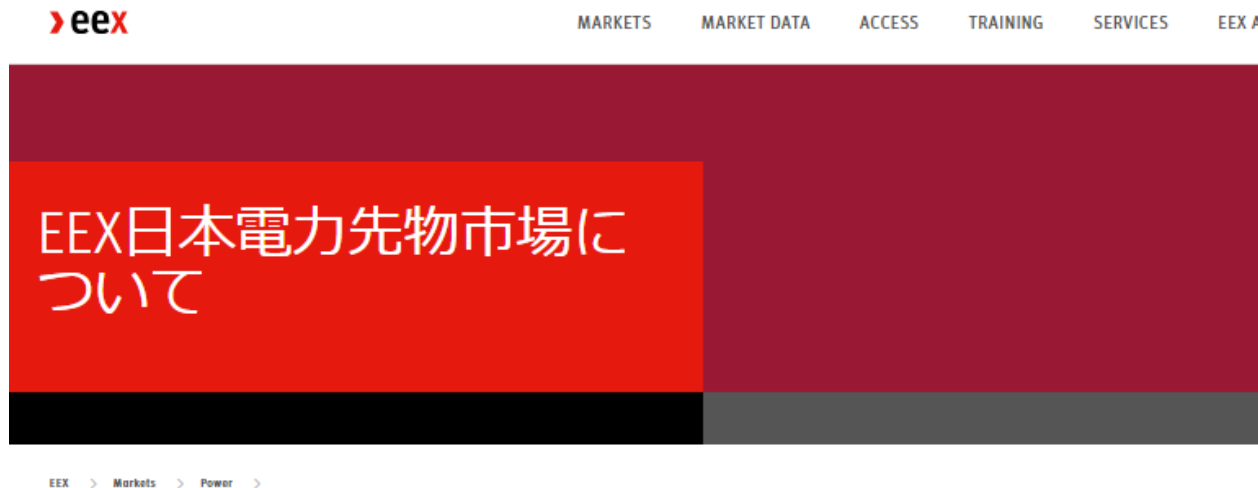 eex
MARKETS MARKET DATA ACCESS TRAINING SERVICES EEX A
EEX日本電力先物市場に
ついて
EEX > Markets > Power >